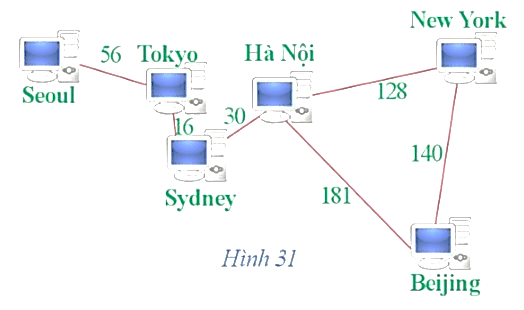 New York
56
Tokyo
Hà Nội
Seoul
128
16
30
140
Sydney
181
Hình 31
Beijing